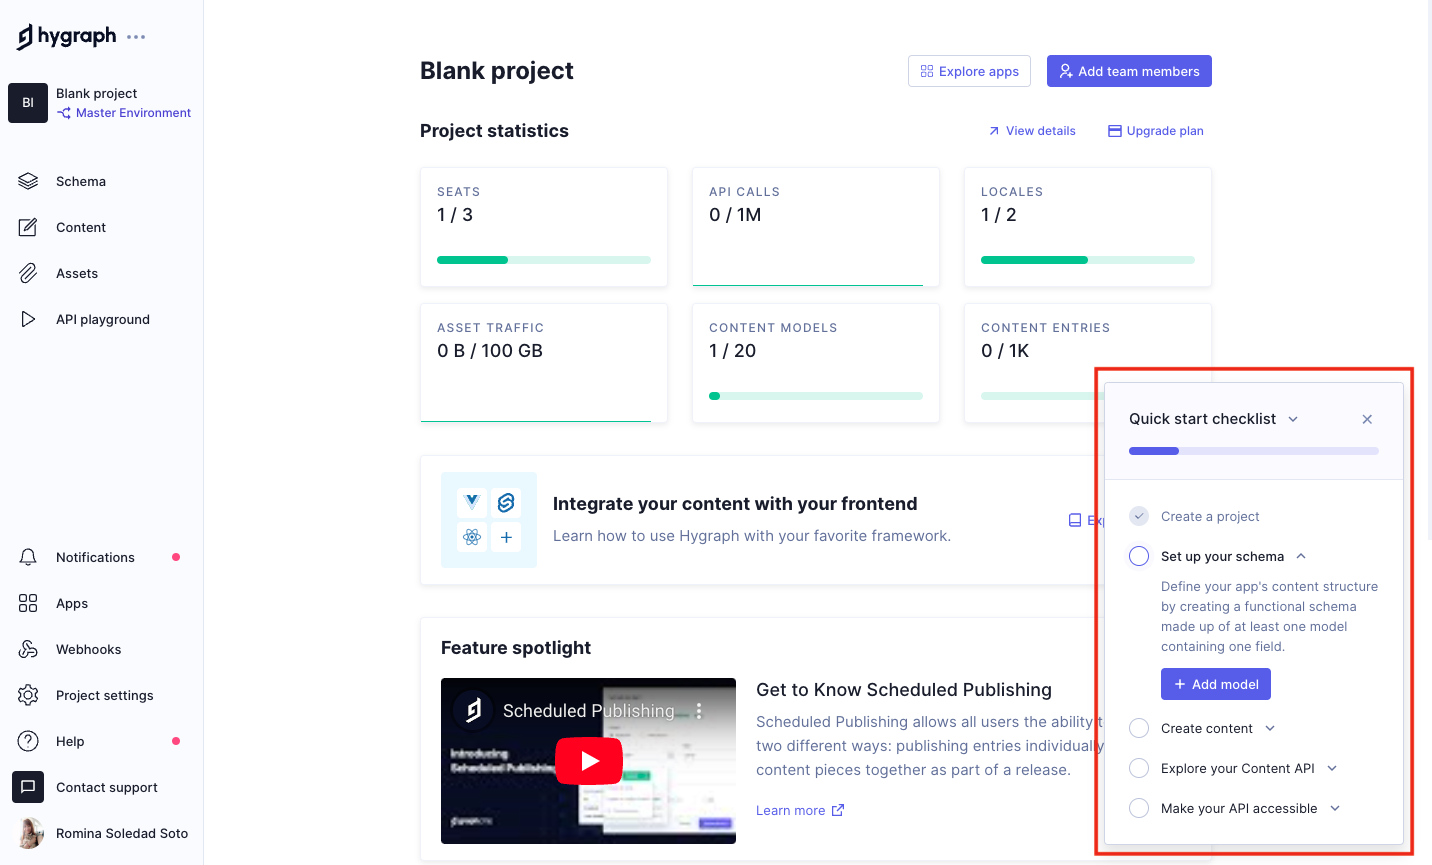 hygraph
BI
Blank project
Master Environment
Schema
Content
Assets
API playground
Notifications
Apps
Webhooks
Project settings
Help
Contact support
Romina Soledad Soto
Blank project
Explore apps
Add team members
Project statistics
View details
Upgrade plan
SEATS
1 / 3
API CALLS
0 / 1M
LOCALES
1 / 2
ASSET TRAFFIC
0 B / 100 GB
CONTENT MODELS
1 / 20
CONTENT ENTRIES
0 / 1K
Integrate your content with your frontend
Learn how to use Hygraph with your favorite framework.
Exp
Feature spotlight
Scheduled Publishing
Introducing
Scheduled Publishing
hygraph
Get to Know Scheduled Publishing
Scheduled Publishing allows all users the ability t
two different ways: publishing entries individually
content pieces together as part of a release.
Learn more
Quick start checklist
Create a project
Set up your schema
Define your app's content structure
by creating a functional schema
made up of at least one model
containing one field.
Add model
Create content
Explore your Content API
Make your API accessible